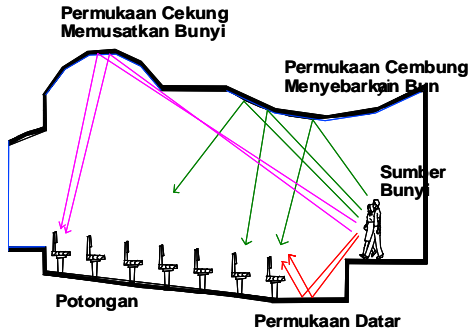 Permukaan Cekung
Memusatkan Bunyi
Permukaan Cembung
Menyebarkan Bun
Sumber
Bunyi
Potongan
Permukaan Datar